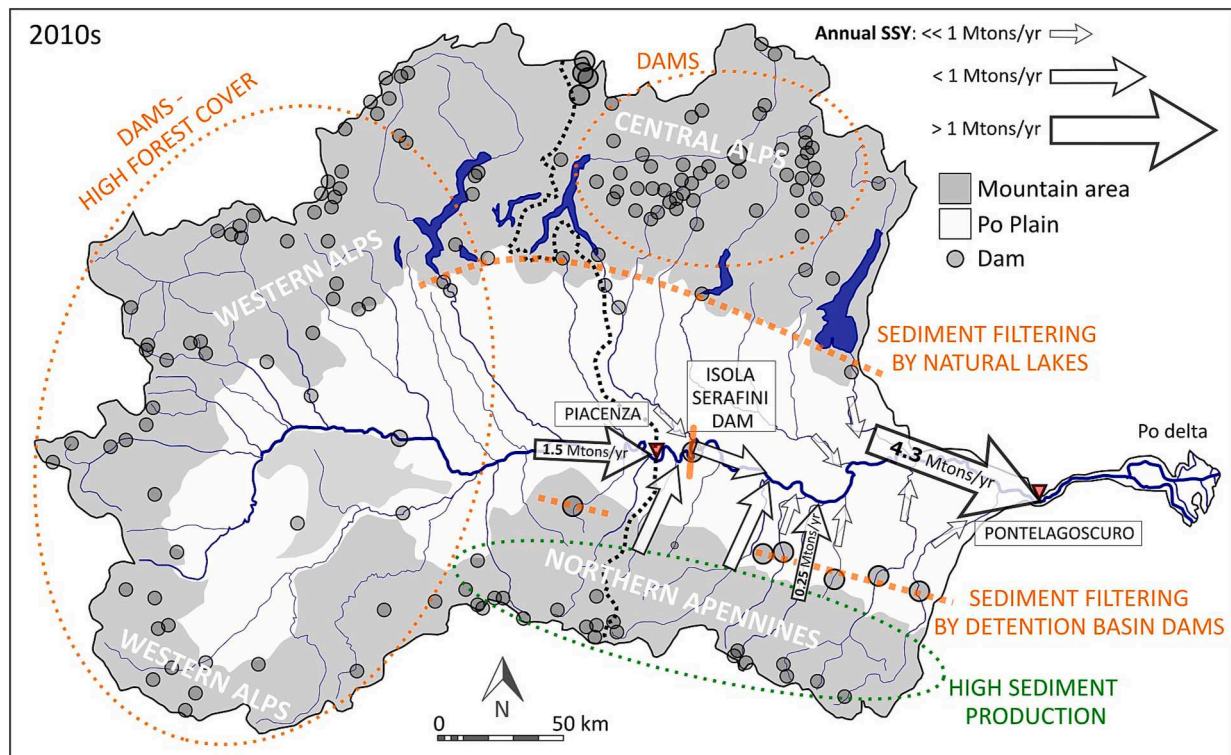 2010s
Annual SSY: << 1 Mtons/yr
< 1 Mtons/yr
> 1 Mtons/yr
Mountain area
Po Plain
Dam
DAMS -
HIGH FOREST COVER
DAMS
CENTRAL ALPS
WESTERN ALPS
SEDIMENT FILTERING
BY NATURAL LAKES
ISOLA
SERAFINI
DAM
PIACENZA
1.5 Mtons/yr
4.3 Mtons/yr
Po delta
PONTELAGOSCURO
0.25 Mtons/yr
NORTHERN APENNINES
WESTERN ALPS
SEDIMENT FILTERING
BY DETENTION BASIN DAMS
HIGH SEDIMENT
PRODUCTION
N
0 50 km